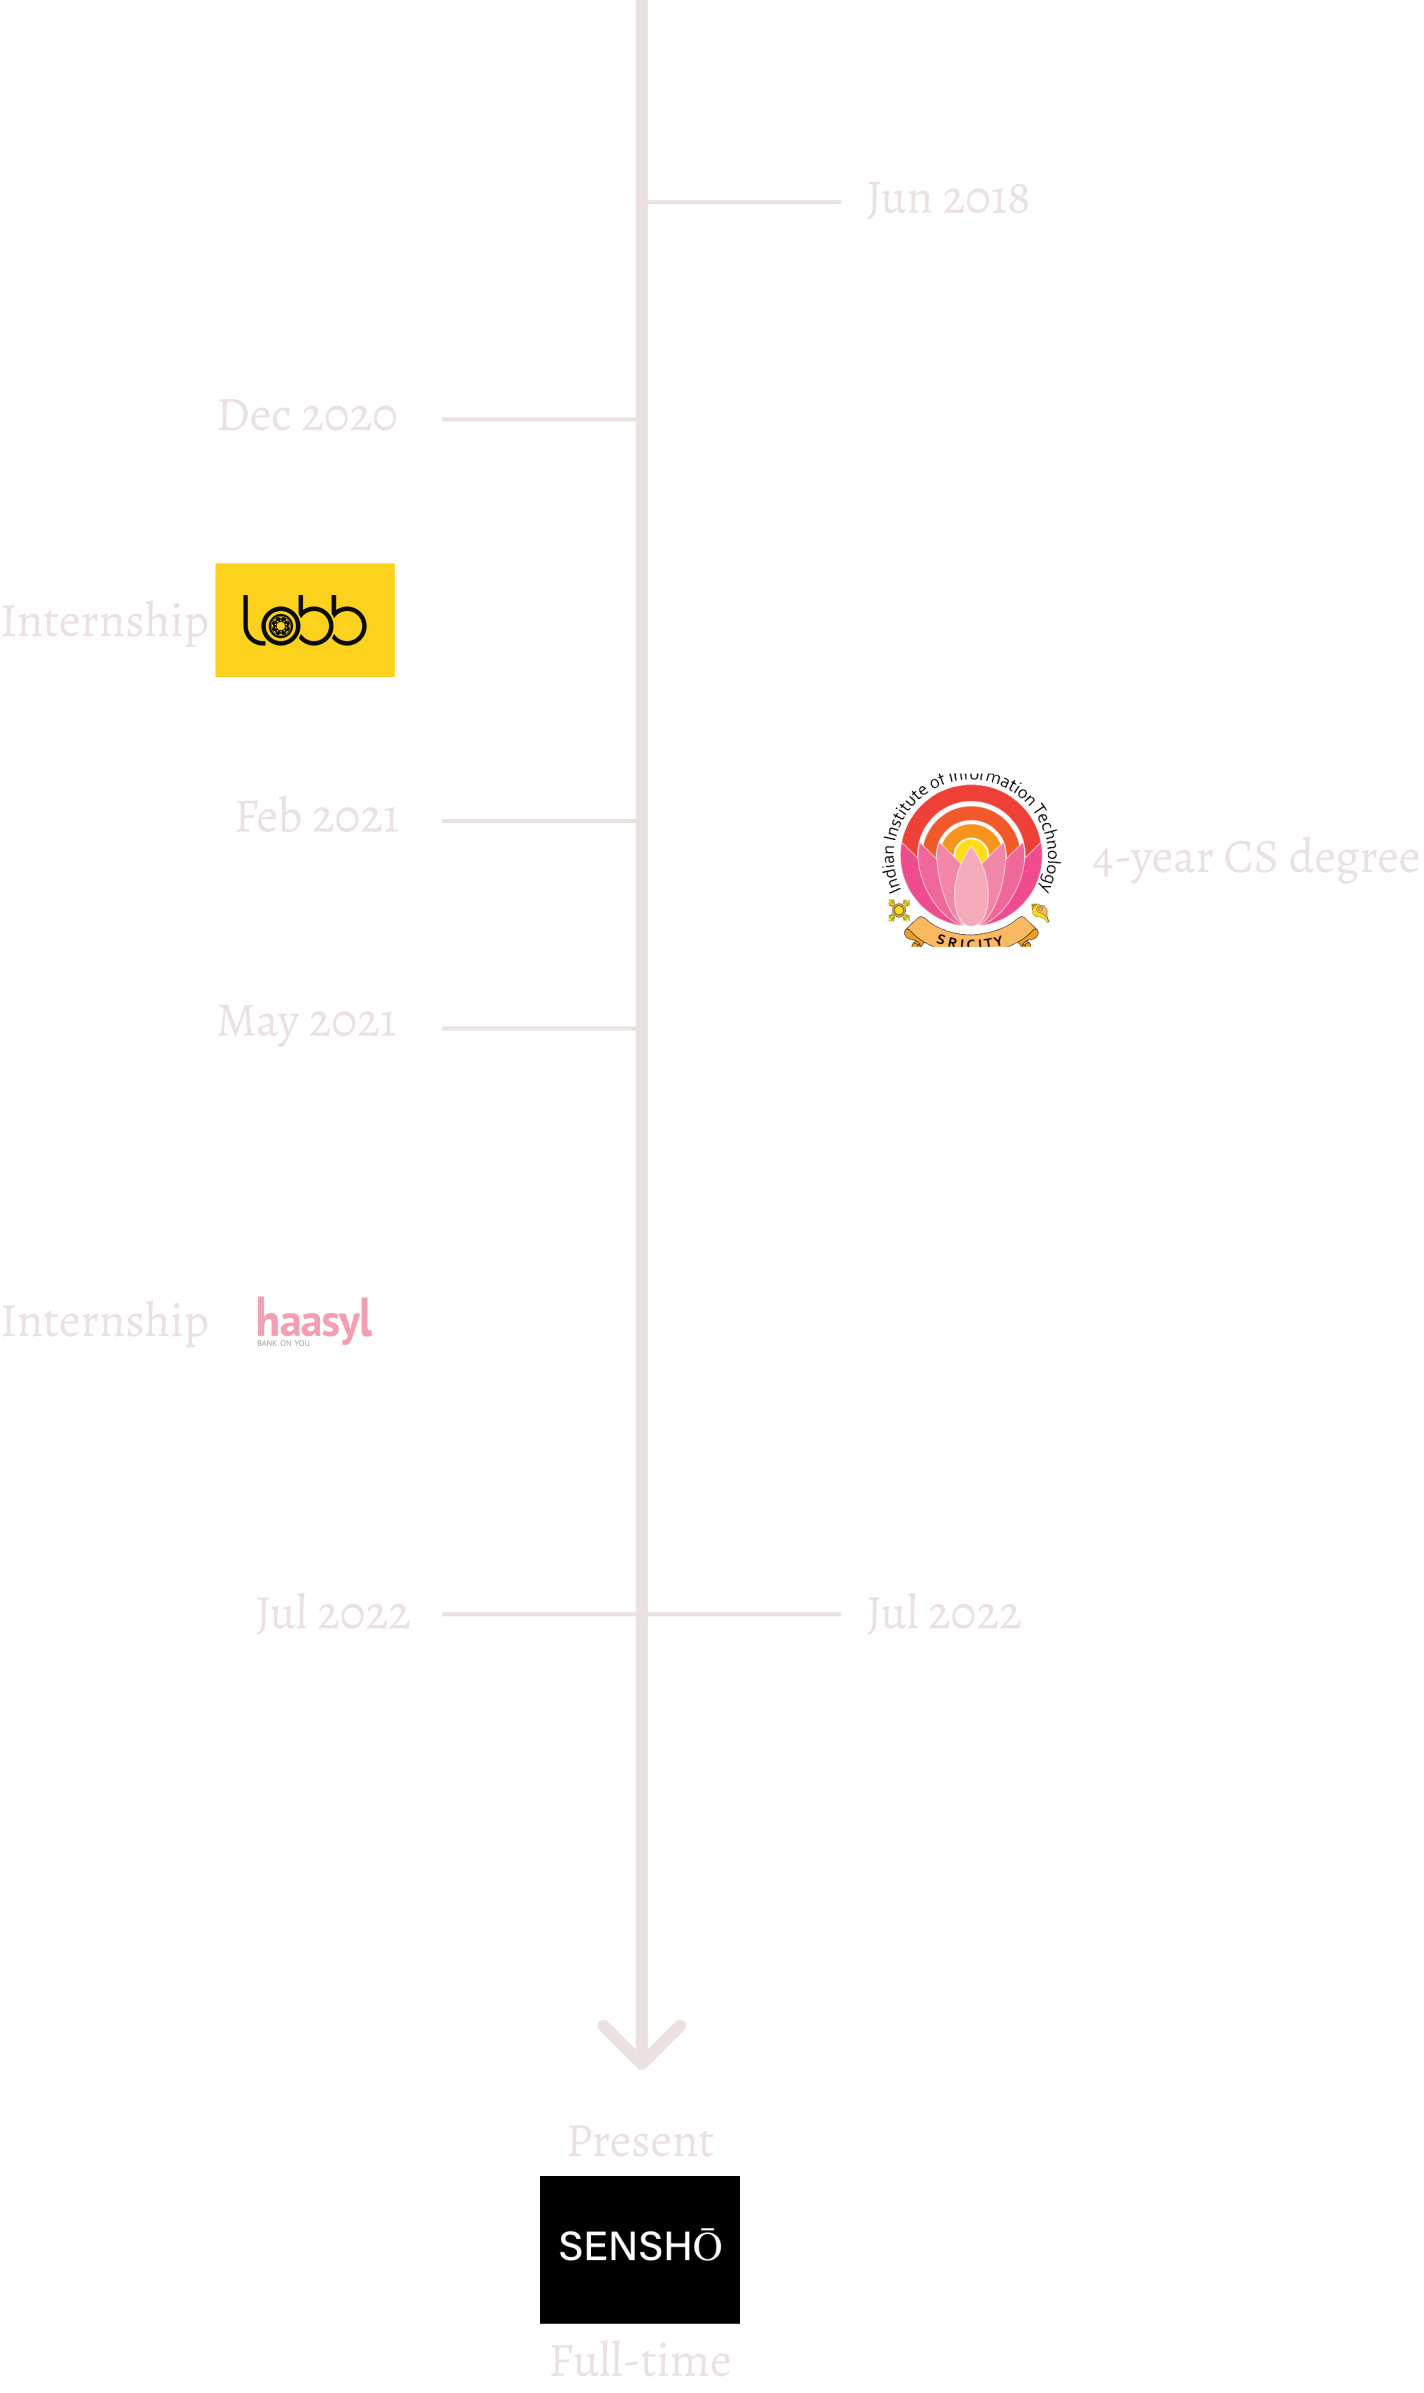 Jun 2018
Dec 2020
Internship
lobb
Feb 2021
Indian Institute of Information Technology
SRICITY
4-year CS degree
May 2021
Internship
haasyl
BANK ON YOU
Jul 2022
Jul 2022
Present
SENSHŌ
Full-time